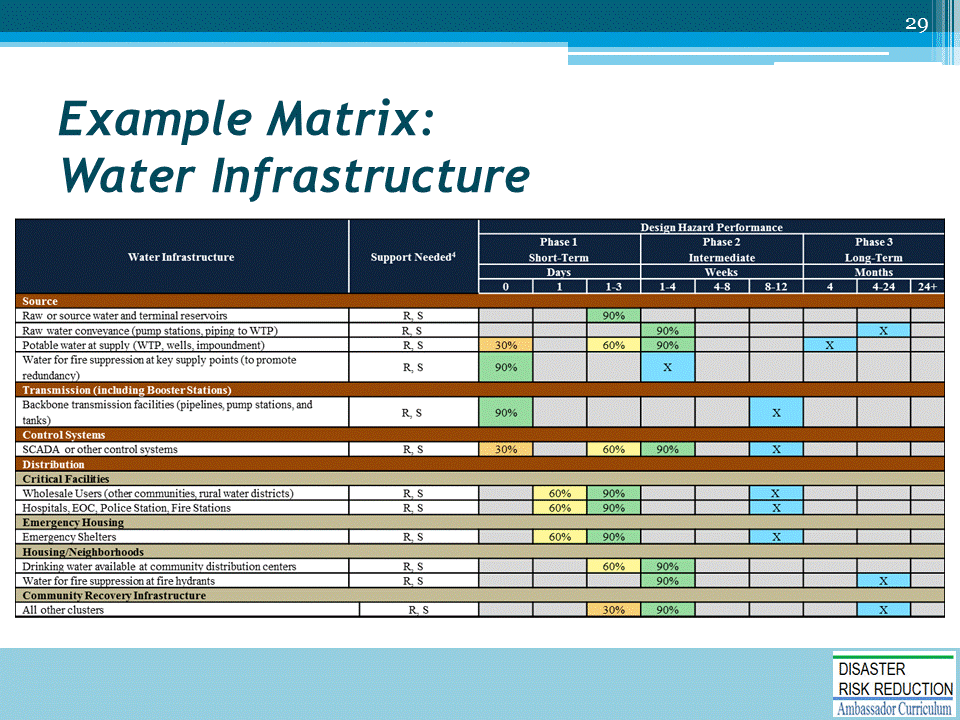 29
Example Matrix:
Water Infrastructure
Water Infrastructure Support Needed4 Design Hazard Performance
Phase 1 Phase 2 Phase 3
Short-Term Intermediate Long-Term
Days Weeks Months
0 1 1-3 1-4 4-8 8-12 4 4-24 24+
Source
Raw or source water and terminal reservoirs R, S 90%
Raw water conveyance (pump stations, piping to WTP) R, S 90% X
Potable water at supply (WTP, wells, impoundment) R, S 30% 60% 90% X
Water for fire suppression at key supply points (to promote
redundancy) R, S 90% X
Transmission (including Booster Stations)
Backbone transmission facilities (pipelines, pump stations, and
tanks) R, S 90% X
Control Systems
SCADA or other control systems R, S 30% 60% 90% X
Distribution
Critical Facilities
Wholesale Users (other communities, rural water districts) R, S 60% 90% X
Hospitals, EOC, Police Station, Fire Stations R, S 60% 90% X
Emergency Housing
Emergency Shelters R, S 60% 90% X
Housing/Neighborhoods
Drinking water available at community distribution centers R, S 60% 90%
Water for fire suppression at fire hydrants R, S 90% X
Community Recovery Infrastructure
All other clusters R, S 30% 90% X
DISASTER
RISK REDUCTION
Ambassador Curriculum